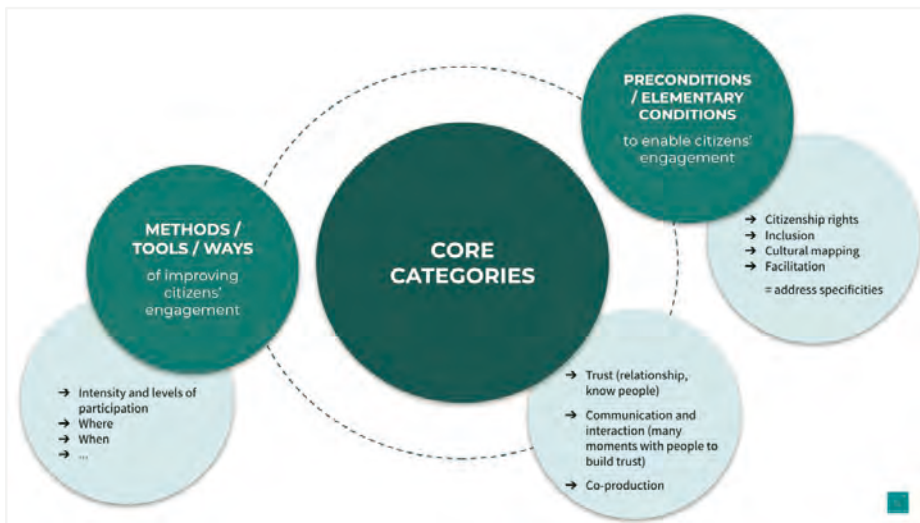 METHODS /
TOOLS / WAYS
of improving
citizens'
engagement
→ Intensity and levels of
participation
→ Where
→ When
→ ...
CORE
CATEGORIES
→ Trust (relationship,
know people)
→ Communication and
interaction (many
moments with people to
build trust)
→ Co-production
PRECONDITIONS
/ ELEMENTARY
CONDITIONS
to enable citizens'
engagement
→ Citizenship rights
→ Inclusion
→ Cultural mapping
→ Facilitation
= address specificities